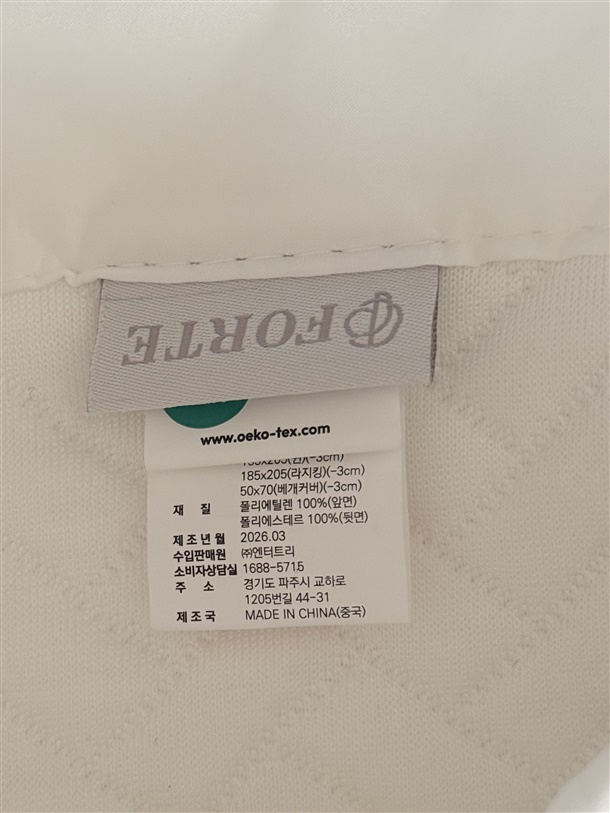 FORTE
www.oeko-tex.com
185x205(라지킹)(-3cm)
50x70(베개커버)(-3cm)
재 질 폴리에틸렌 100%(앞면)
폴리에스테르 100%(뒷면)
제조년월 2026.03
수입판매원 ㈜엔터트리
소비자상담실 1688-5715
주 소 경기도 파주시 교하로
1205번길 44-31
제조국 MADE IN CHINA(중국)